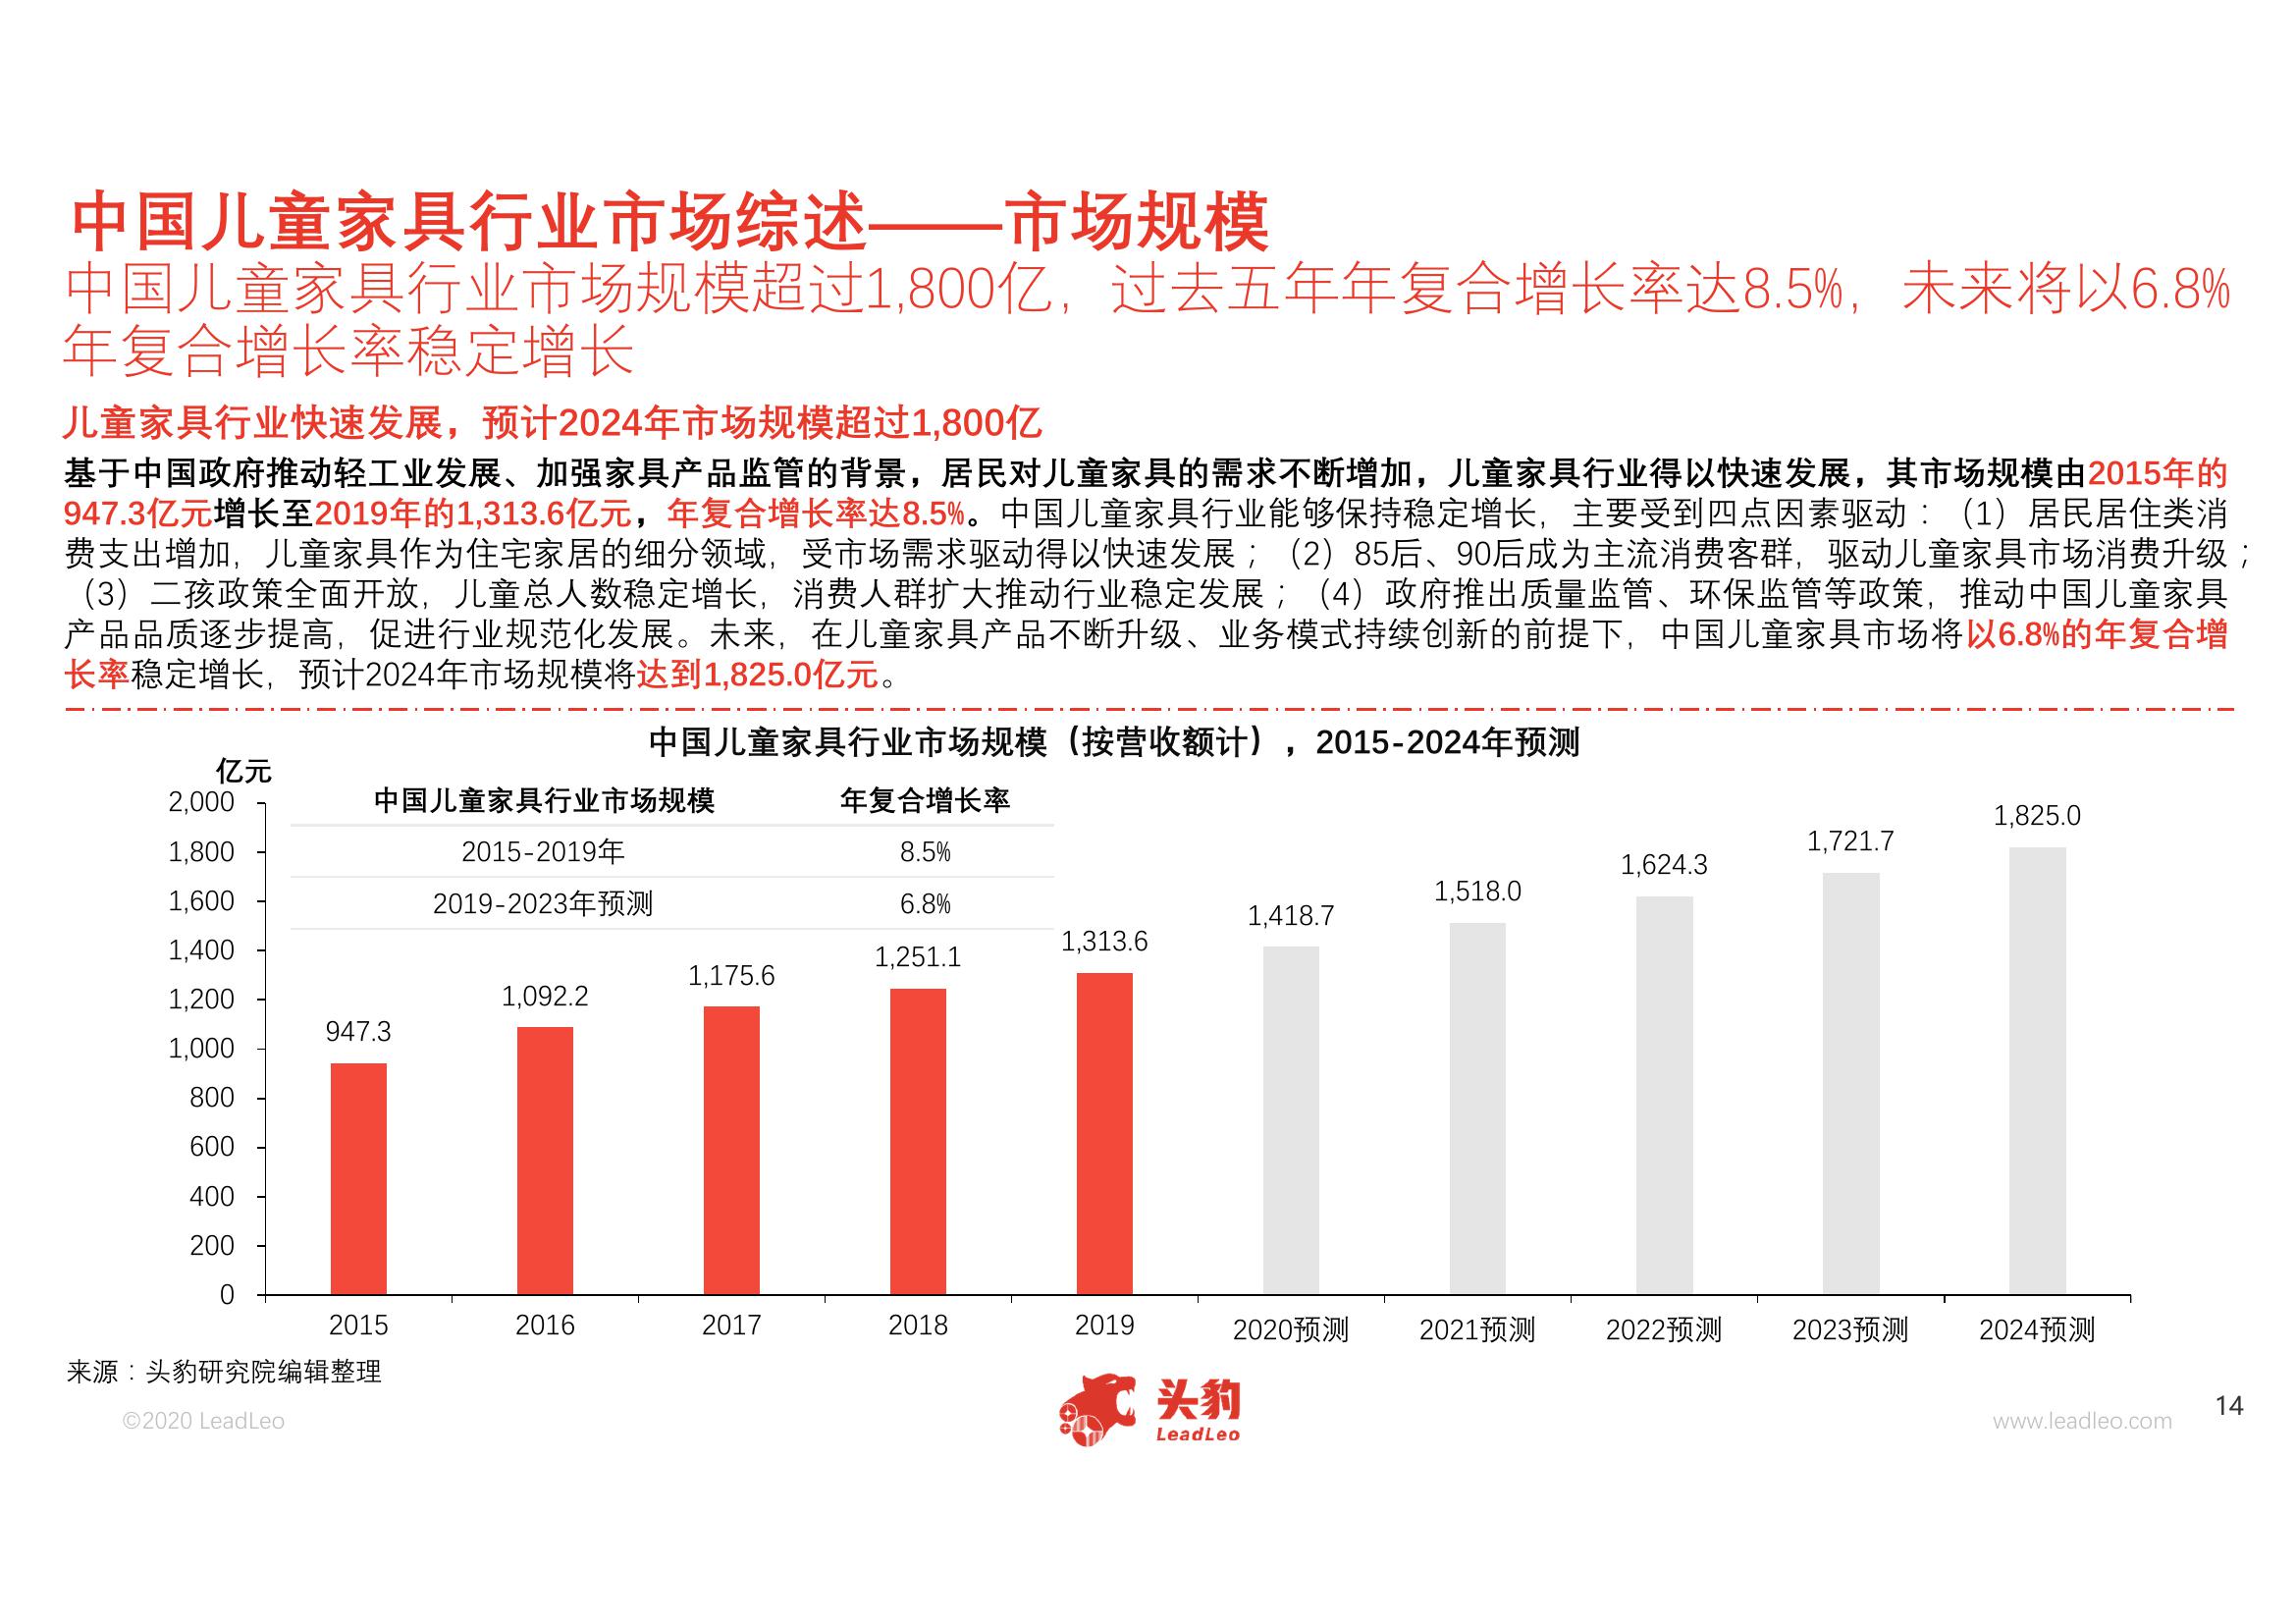 中国儿童家具行业市场综述——市场规模
中国儿童家具行业市场规模超过1,800亿，过去五年年复合增长率达8.5%，未来将以6.8%
年复合增长率稳定增长
儿童家具行业快速发展，预计2024年市场规模超过1,800亿
基于中国政府推动轻工业发展、加强家具产品监管的背景，居民对儿童家具的需求不断增加，儿童家具行业得以快速发展，其市场规模由2015年的
947.3亿元增长至2019年的1,313.6亿元，年复合增长率达8.5%。中国儿童家具行业能够保持稳定增长，主要受到四点因素驱动：（1）居民居住类消
费支出增加，儿童家具作为住宅家居的细分领域，受市场需求驱动得以快速发展；（2）85后、90后成为主流消费客群，驱动儿童家具市场消费升级；
（3）二孩政策全面开放，儿童总人数稳定增长，消费人群扩大推动行业稳定发展；（4）政府推出质量监管、环保监管等政策，推动中国儿童家具
产品品质逐步提高，促进行业规范化发展。未来，在儿童家具产品不断升级、业务模式持续创新的前提下，中国儿童家具市场将以6.8%的年复合增
长率稳定增长，预计2024年市场规模将达到1,825.0亿元。
中国儿童家具行业市场规模（按营收额计），2015-2024年预测
亿元
中国儿童家具行业市场规模 年复合增长率
2015-2019年 8.5%
2019-2023年预测 6.8%
2,000
1,800
1,600
1,400
1,200
1,000
800
600
400
200
0
947.3
1,092.2
1,175.6
1,251.1
1,313.6
1,418.7
1,518.0
1,624.3
1,721.7
1,825.0
2015 2016 2017 2018 2019 2020预测 2021预测 2022预测 2023预测 2024预测
来源：头豹研究院编辑整理
©2020 LeadLeo
头豹
LeadLeo
www.leadleo.com
14